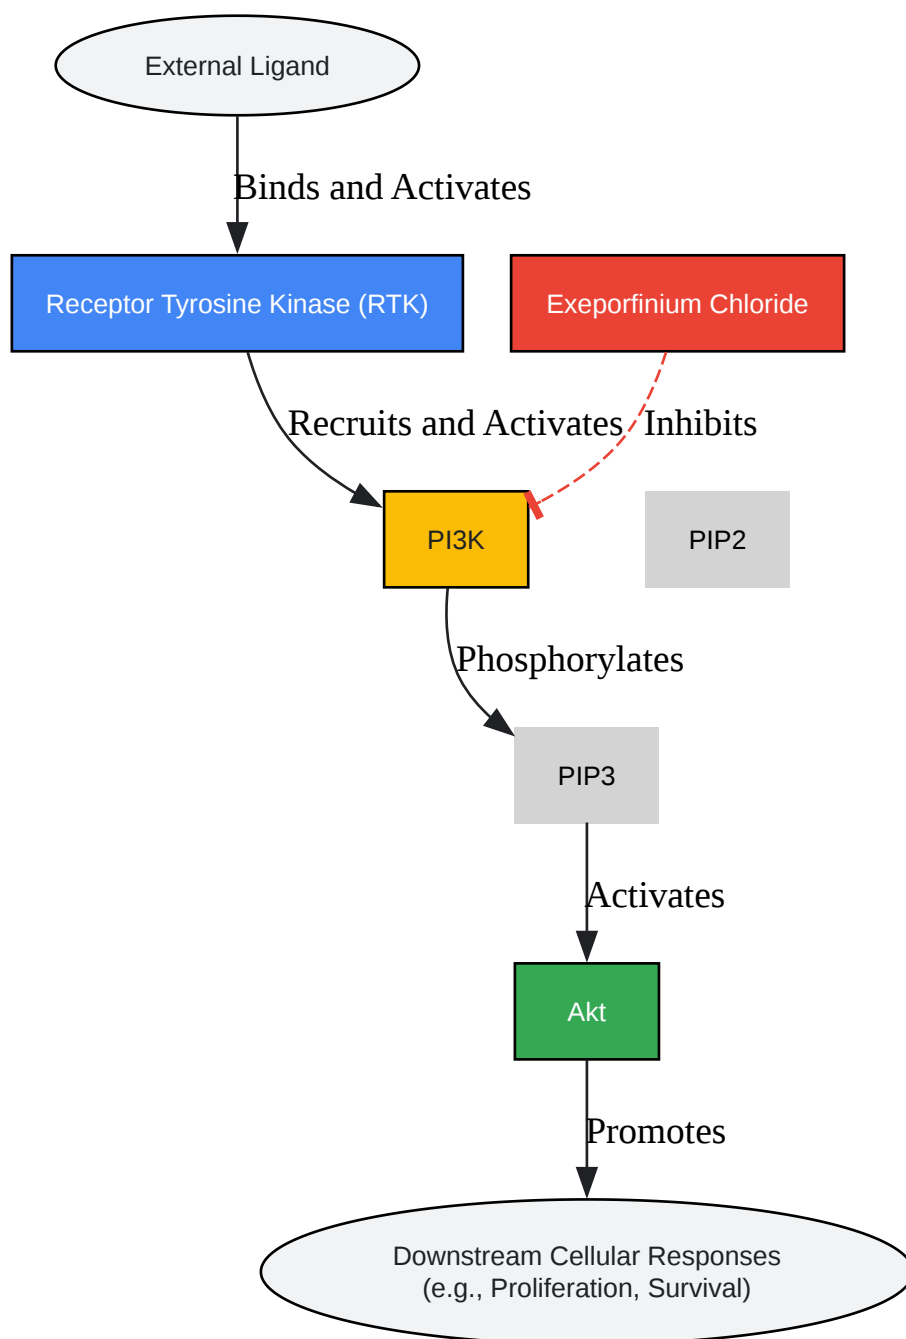 External Ligand
Binds and Activates
Receptor Tyrosine Kinase (RTK)
Exeporfinium Chloride
Recruits and Activates
Inhibits
PI3K
PIP2
Phosphorylates
PIP3
Activates
Akt
Promotes
Downstream Cellular Responses
(e.g., Proliferation, Survival)